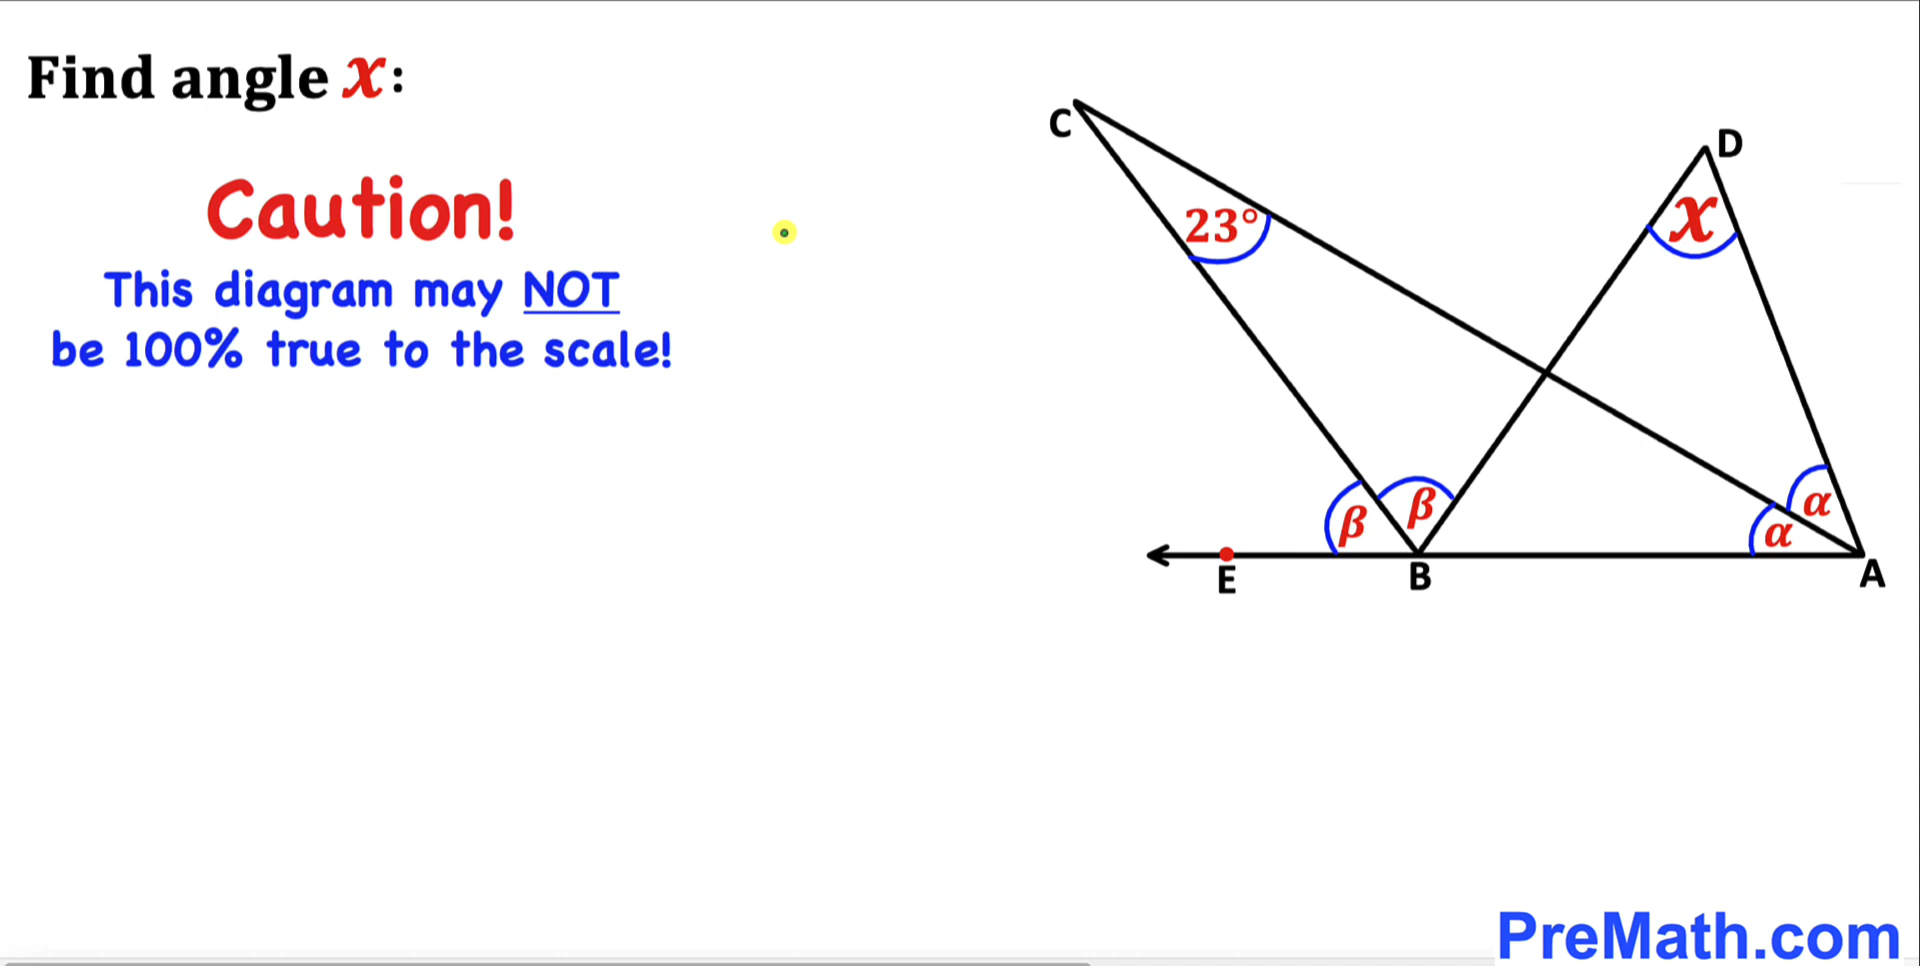 Find angle x:
Caution!
This diagram may NOT
be 100% true to the scale!
C
D
23°
x
β
β
α
α
E
B
A
PreMath.com